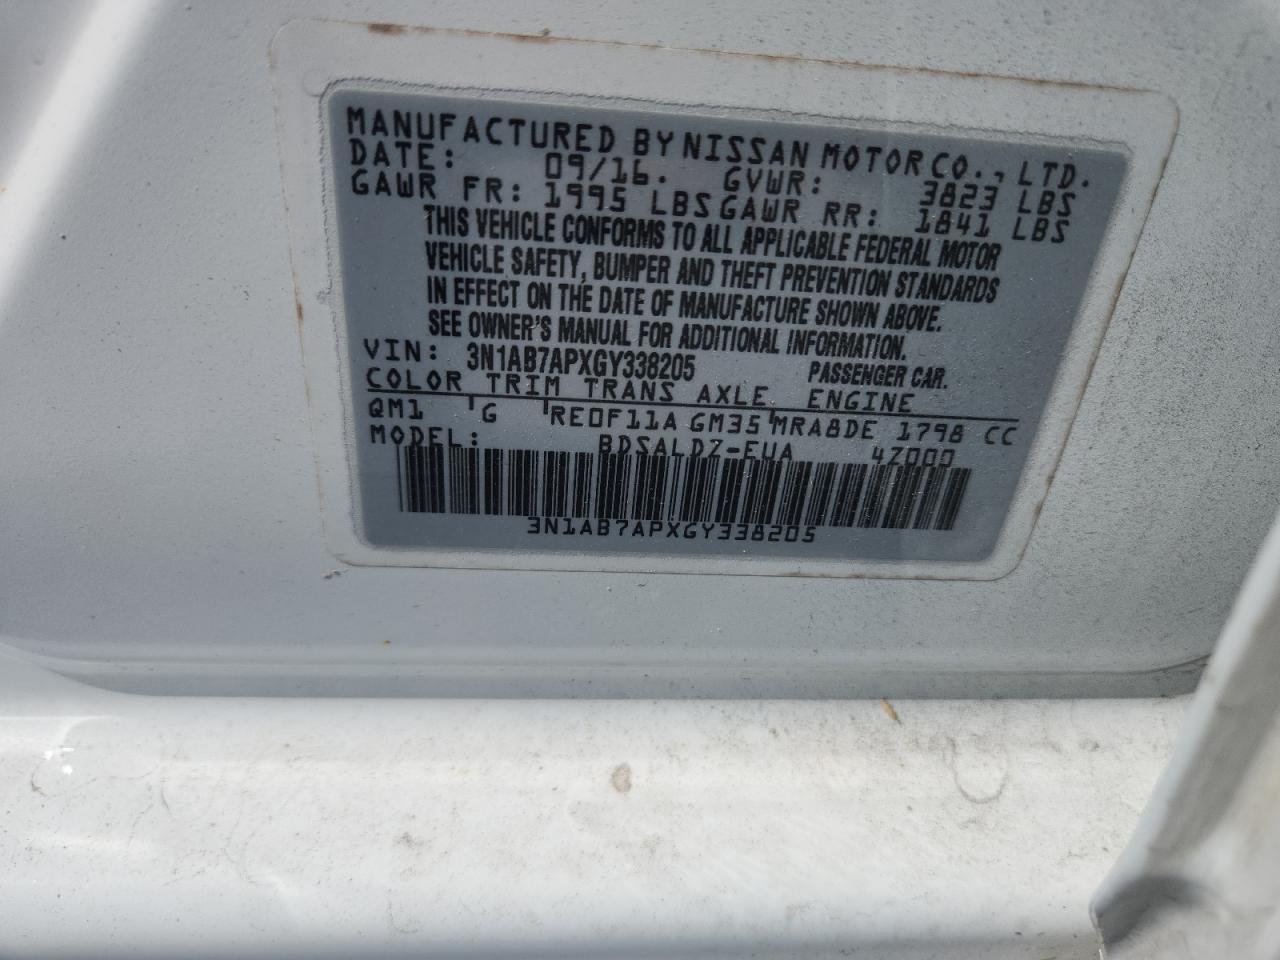 MANUFACTURED BY NISSAN MOTOR CO., LTD.
DATE: 09/16. GVWR: 3823 LBS
GAWR FR: 1995 LBS GAWR RR: 1841 LBS
THIS VEHICLE CONFORMS TO ALL APPLICABLE FEDERAL MOTOR
VEHICLE SAFETY, BUMPER AND THEFT PREVENTION STANDARDS
IN EFFECT ON THE DATE OF MANUFACTURE SHOWN ABOVE.
SEE OWNER'S MANUAL FOR ADDITIONAL INFORMATION.
VIN: 3N1AB7APXGY338205 PASSENGER CAR.
COLOR TRIM TRANS AXLE ENGINE
QM1 G RE0F11A GM35 MRA8DE 1798 CC
MODEL: BDSALDZ-EUA 4Z000
3N1AB7APXGY338205